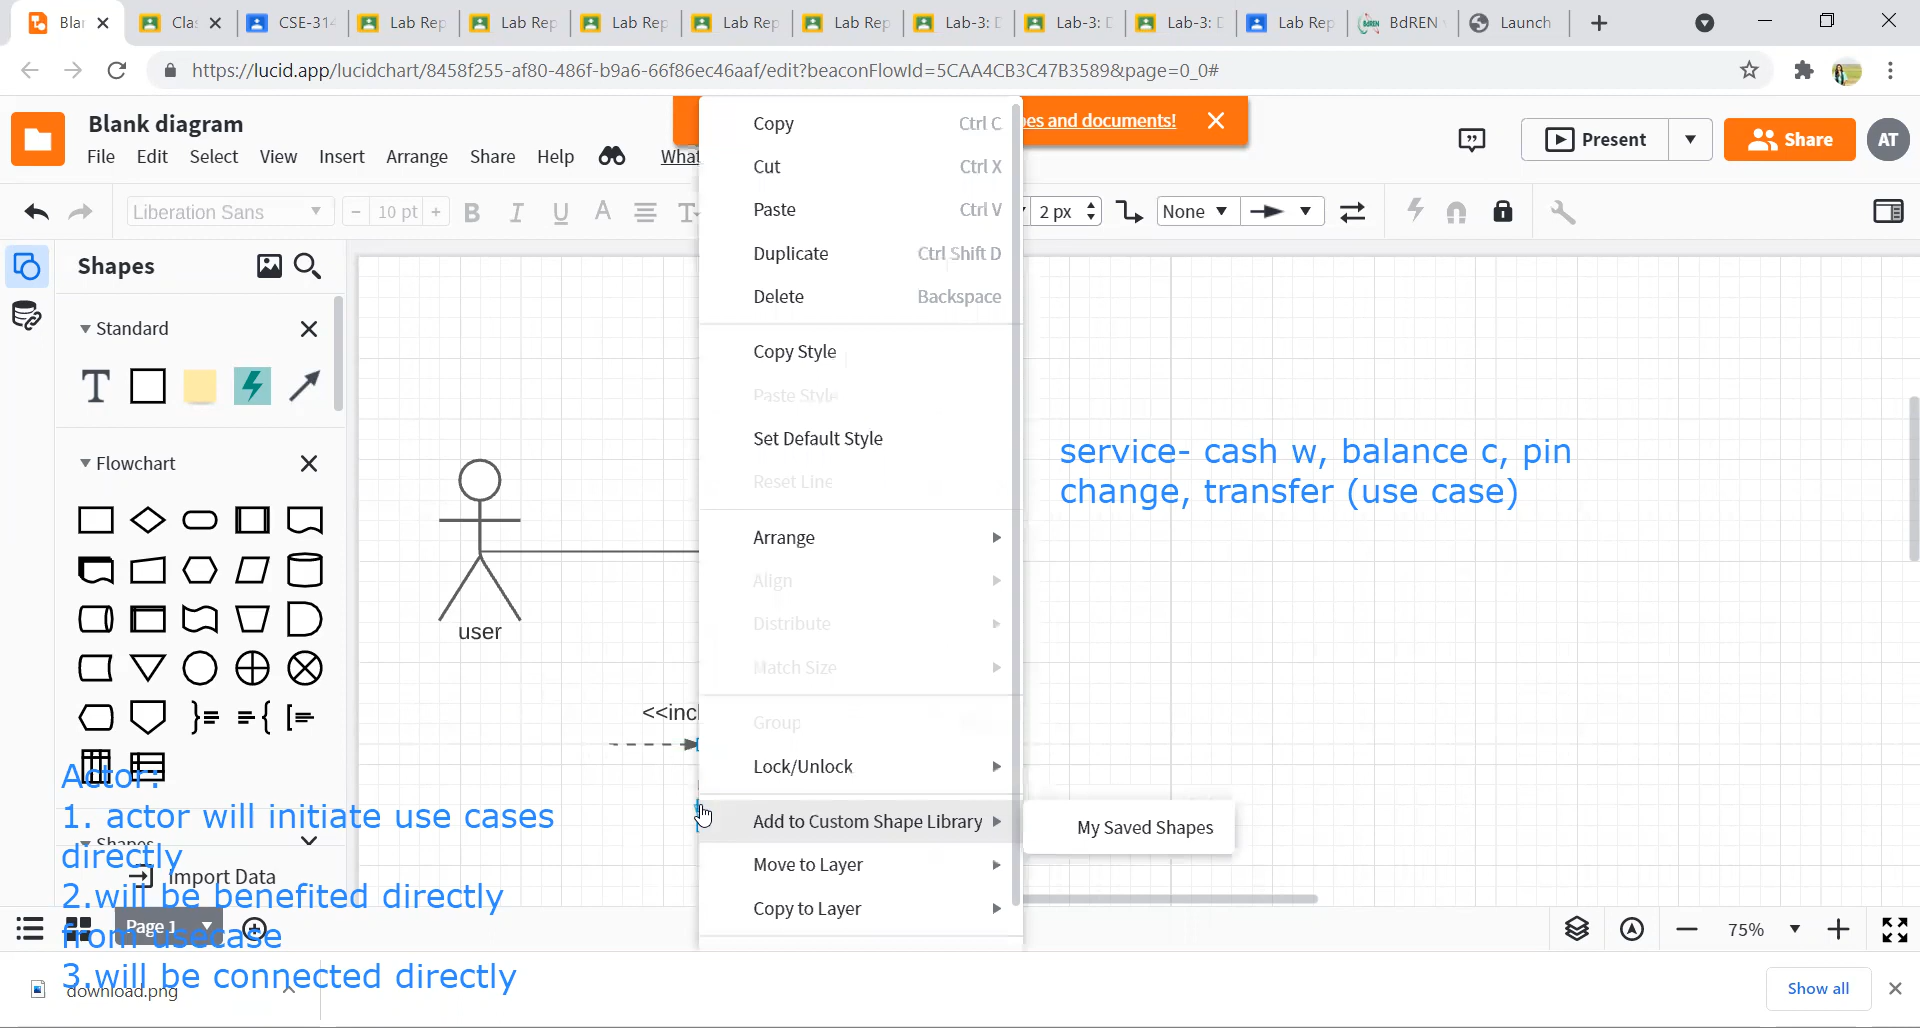 Bla
Clas
CSE-314
Lab Rep
Lab Rep
Lab Rep
Lab Rep
Lab Rep
Lab-3: D
Lab-3: D
Lab-3: D
Lab Rep
BdREN
Launch
https://lucid.app/lucidchart/8458f255-af80-486f-b9a6-66f86ec46aaf/edit?beaconFlowId=5CAA4CB3C47B3589&page=0_0#
Blank diagram
pes and documents!
File Edit Select View Insert Arrange Share Help What
Present
Share
AT
Liberation Sans
- 10 pt +
B I U A T
2 px
None
Shapes
Standard
T
Flowchart
Shapes
Import Data
Copy Ctrl C
Cut Ctrl X
Paste Ctrl V
Duplicate Ctrl Shift D
Delete Backspace
Copy Style
Paste Style
Set Default Style
Reset Line
Arrange
Align
Distribute
Match Size
Group
Lock/Unlock
Add to Custom Shape Library
My Saved Shapes
Move to Layer
Copy to Layer
user
<<incl
service- cash w, balance c, pin
change, transfer (use case)
Actor:
1. actor will initiate use cases
directly
2.will be benefited directly
from usecase
3.will be connected directly
Page 1
75%
download.png
Show all